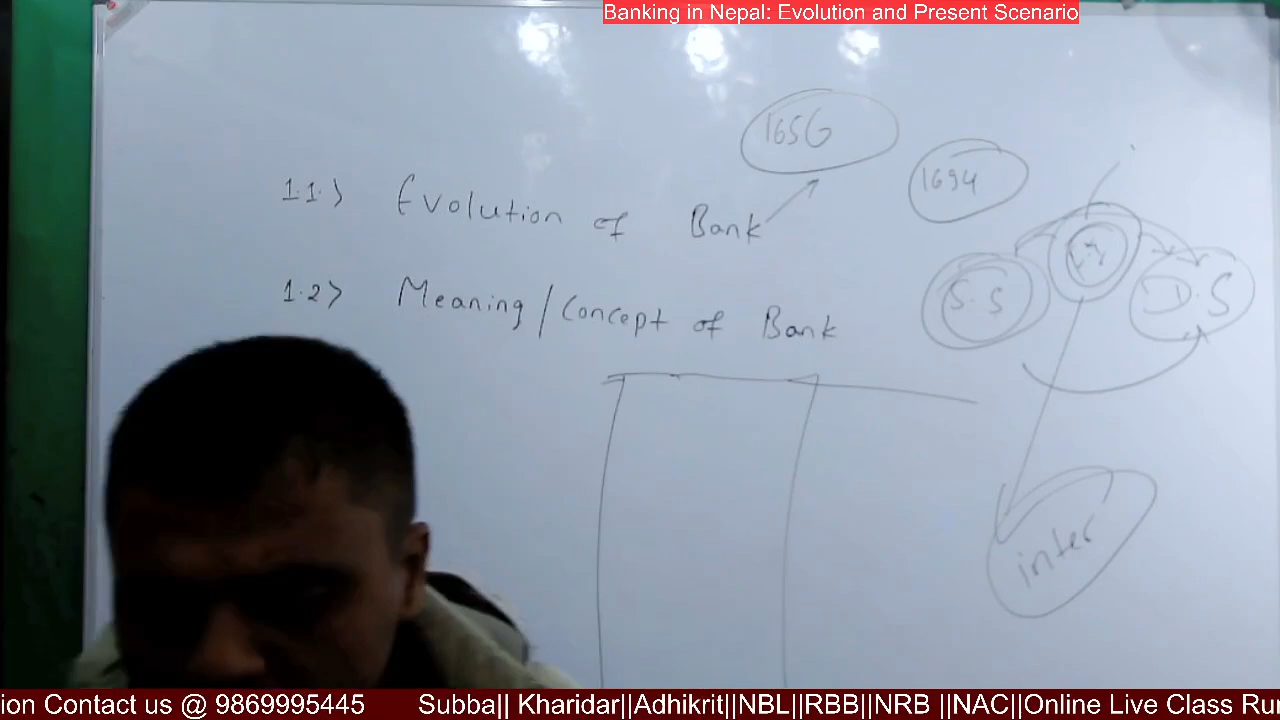 Banking in Nepal: Evolution and Present Scenario
1656
1694
1.1> Evolution of Bank
1.2> Meaning/Concept of Bank
S.S
D.S
inter
ion Contact us @ 9869995445 Subba|| Kharidar||Adhikrit||NBL||RBB||NRB ||NAC||Online Live Class Ru